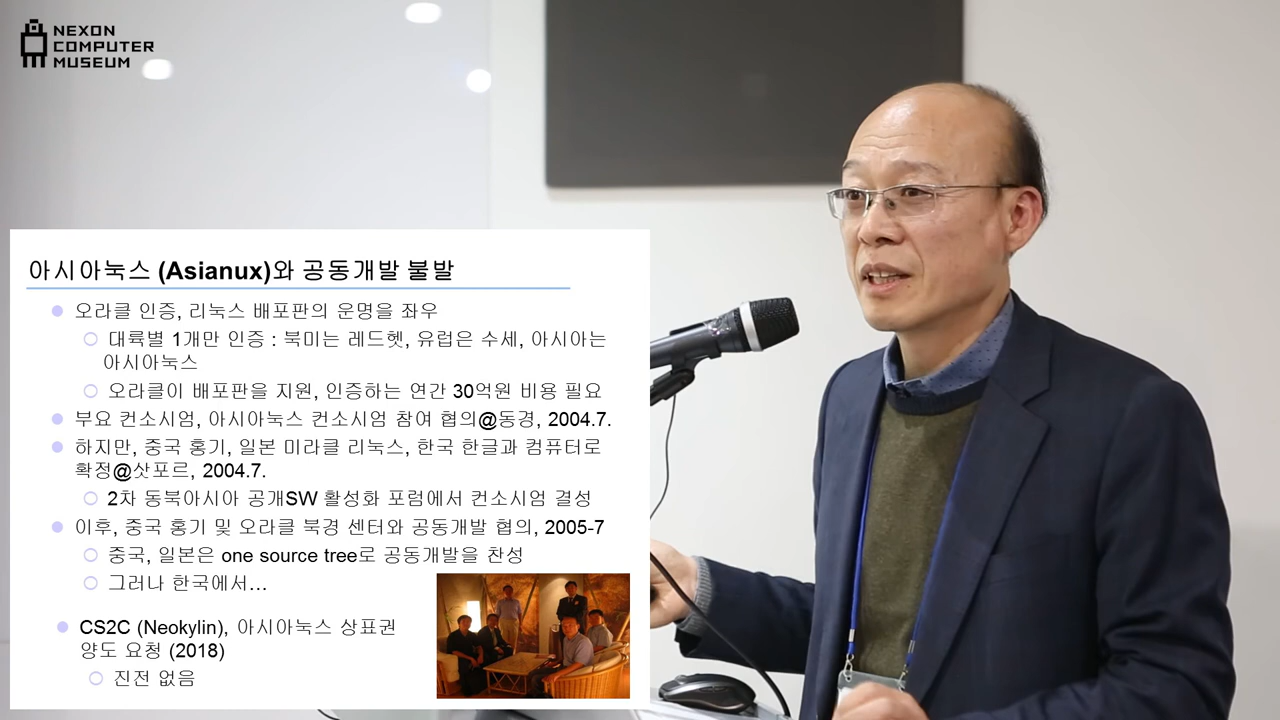 NEXON
COMPUTER
MUSEUM
아시아눅스 (Asianux)와 공동개발 불발
오라클 인증, 리눅스 배포판의 운명을 좌우
대륙별 1개만 인증 : 북미는 레드헷, 유럽은 수세, 아시아는
아시아눅스
오라클이 배포판을 지원, 인증하는 연간 30억원 비용 필요
부요 컨소시엄, 아시아눅스 컨소시엄 참여 협의@동경, 2004.7.
하지만, 중국 홍기, 일본 미라클 리눅스, 한국 한글과 컴퓨터로
확정@삿포르, 2004.7.
2차 동북아시아 공개SW 활성화 포럼에서 컨소시엄 결성
이후, 중국 홍기 및 오라클 북경 센터와 공동개발 협의, 2005-7
중국, 일본은 one source tree로 공동개발을 찬성
그러나 한국에서...
CS2C (Neokylin), 아시아눅스 상표권
양도 요청 (2018)
진전 없음